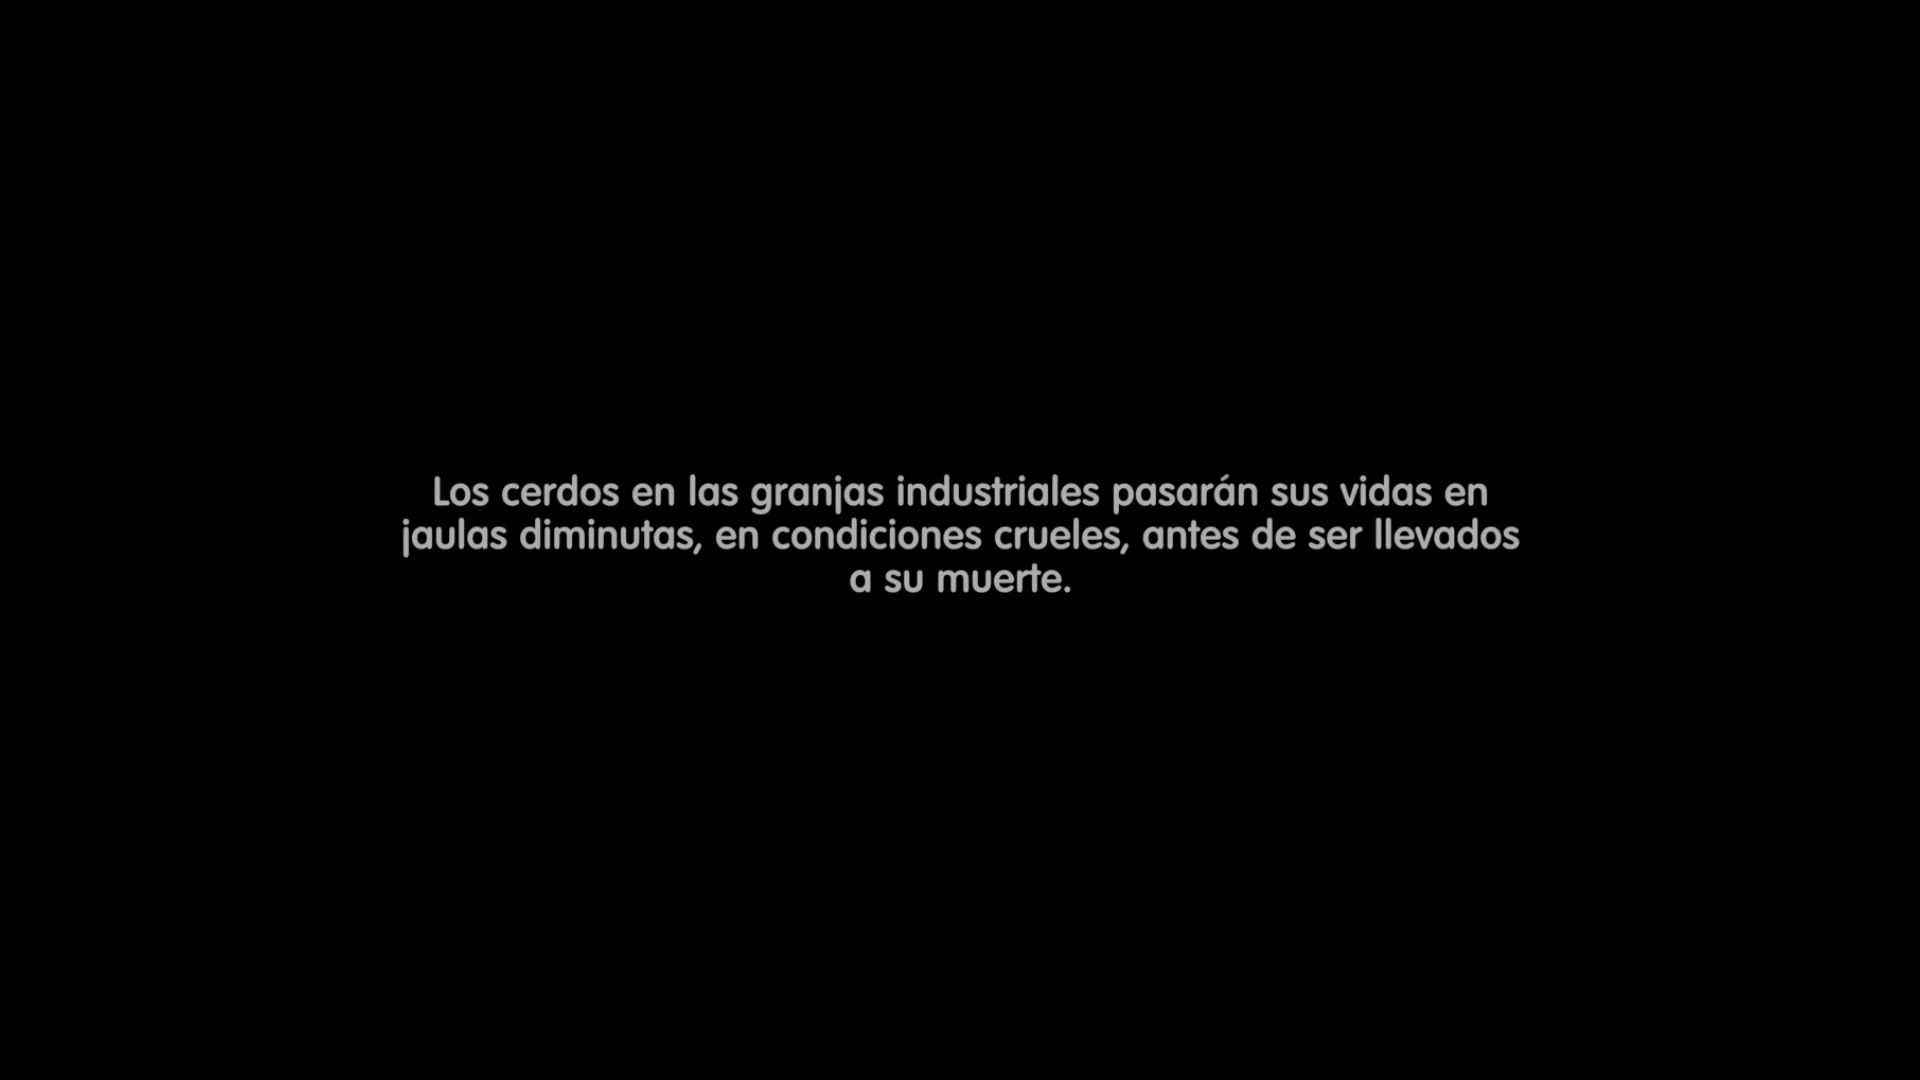 Los cerdos en las granjas industriales pasarán sus vidas en
jaulas diminutas, en condiciones crueles, antes de ser llevados
a su muerte.